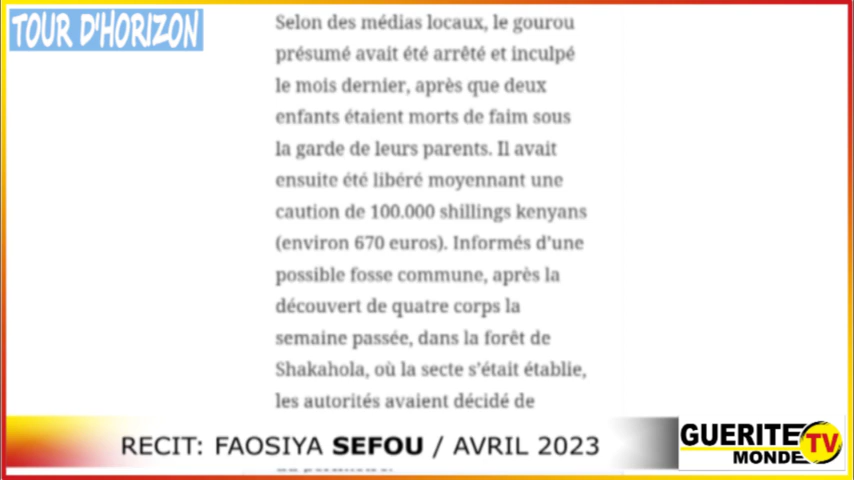 TOUR D'HORIZON
Selon des médias locaux, le gourou
présumé avait été arrêté et inculpé
le mois dernier, après que deux
enfants étaient morts de faim sous
la garde de leurs parents. Il avait
ensuite été libéré moyennant une
caution de 100.000 shillings kenyans
(environ 670 euros). Informés d'une
possible fosse commune, après la
découvert de quatre corps la
semaine passée, dans la forêt de
Shakahola, où la secte s'était établie,
les autorités avaient décidé de
RECIT: FAOSIYA SEFOU / AVRIL 2023
GUERITE
MONDE
TV